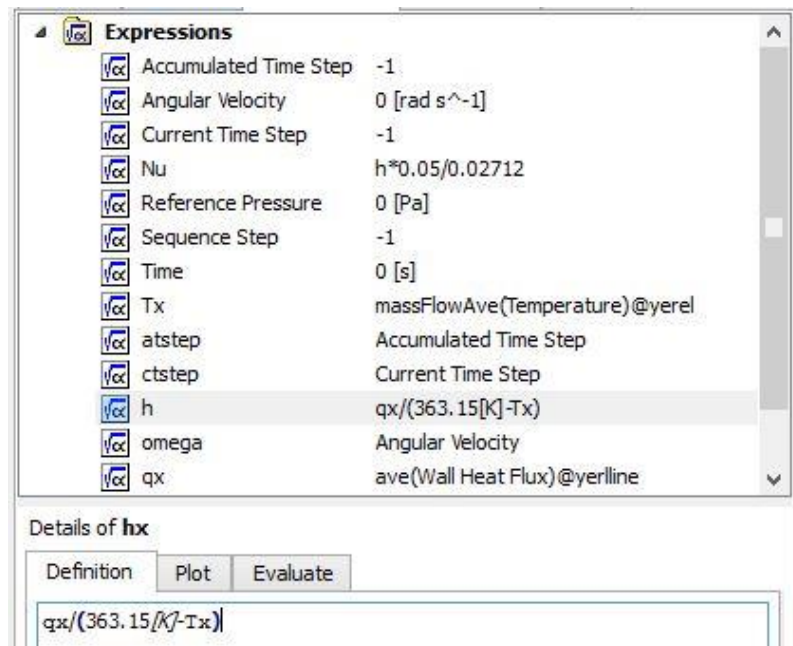 Expressions
Accumulated Time Step -1
Angular Velocity 0 [rad s^-1]
Current Time Step -1
Nu h*0.05/0.02712
Reference Pressure 0 [Pa]
Sequence Step -1
Time 0 [s]
Tx massFlowAve(Temperature)@yerel
atstep Accumulated Time Step
ctstep Current Time Step
h qx/(363.15[K]-Tx)
omega Angular Velocity
qx ave(Wall Heat Flux)@yerlline
Details of hx
Definition Plot Evaluate
qx/(363.15[K]-Tx)